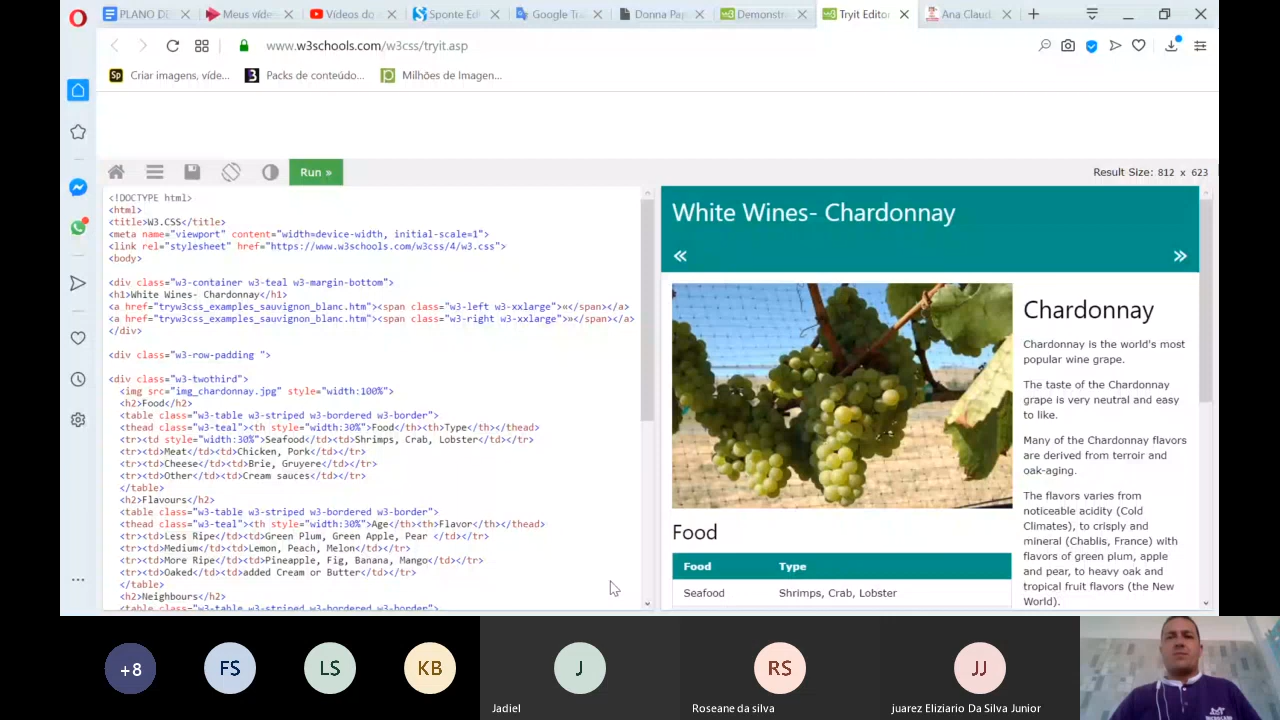 PLANO DE
Meus víde
Vídeos do c
Sponte Edu
Google Tra
Donna Pap
Demonstra
Tryit Editor
Ana Claud
www.w3schools.com/w3css/tryit.asp
Criar imagens, víde...
Packs de conteúdo...
Milhões de Imagen...
Run »
Result Size: 812 x 623
<!DOCTYPE html>
<html>
<title>W3.CSS</title>
<meta name="viewport" content="width=device-width, initial-scale=1">
<link rel="stylesheet" href="https://www.w3schools.com/w3css/4/w3.css">
<body>
<div class="w3-container w3-teal w3-margin-bottom">
<h1>White Wines- Chardonnay</h1>
<a href="tryw3css_examples_sauvignon_blanc.htm"><span class="w3-left w3-xxlarge">«</span></a>
<a href="tryw3css_examples_sauvignon_blanc.htm"><span class="w3-right w3-xxlarge">»</span></a>
</div>
<div class="w3-row-padding ">
<div class="w3-twothird">
<img src="img_chardonnay.jpg" style="width:100%">
<h2>Food</h2>
<table class="w3-table w3-striped w3-bordered w3-border">
<thead class="w3-teal"><th style="width:30%">Food</th><th>Type</th></thead>
<tr><td style="width:30%">Seafood</td><td>Shrimps, Crab, Lobster</td></tr>
<tr><td>Meat</td><td>Chicken, Pork</td></tr>
<tr><td>Cheese</td><td>Brie, Gruyere</td></tr>
<tr><td>Other</td><td>Cream sauces</td></tr>
</table>
<h2>Flavours</h2>
<table class="w3-table w3-striped w3-bordered w3-border">
<thead class="w3-teal"><th style="width:30%">Age</th><th>Flavor</th></thead>
<tr><td>Less Ripe</td><td>Green Plum, Green Apple, Pear </td></tr>
<tr><td>Medium</td><td>Lemon, Peach, Melon</td></tr>
<tr><td>More Ripe</td><td>Pineapple, Fig, Banana, Mango</td></tr>
<tr><td>Oaked</td><td>added Cream or Butter</td></tr>
</table>
<h2>Neighbours</h2>
<table class="w3-table w3-striped w3-bordered w3-border">
White Wines- Chardonnay
« »
Chardonnay
Chardonnay is the world's most
popular wine grape.
The taste of the Chardonnay
grape is very neutral and easy
to like.
Many of the Chardonnay flavors
are derived from terroir and
oak-aging.
The flavors varies from
noticeable acidity (Cold
Climates), to crisply and
mineral (Chablis, France) with
flavors of green plum, apple
and pear, to heavy oak and
tropical fruit flavors (the New
World).
Food
Food Type
Seafood Shrimps, Crab, Lobster
+8
FS
LS
KB
J
RS
JJ
Jadiel
Roseane da silva
juarez Eliziario Da Silva Junior